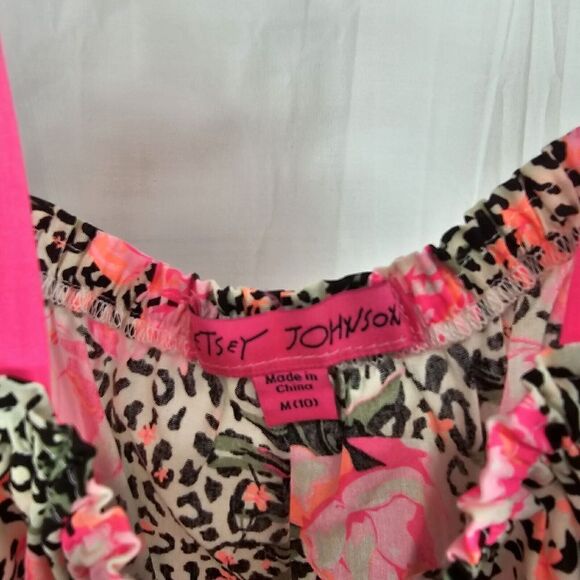 TSEY JOHNSON
Made in
China
M(10)